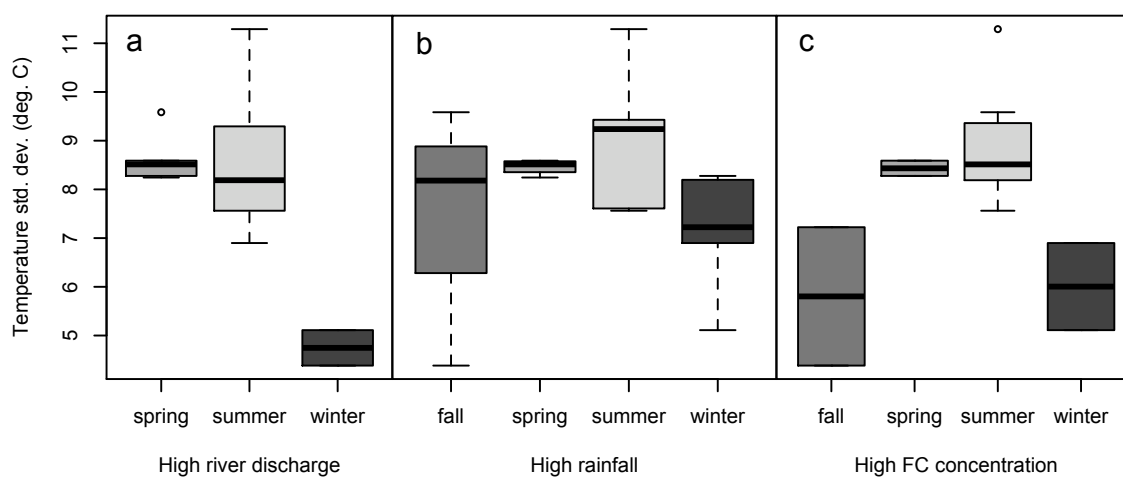 a
b
c
Temperature std. dev. (deg. C)
11
10
9
8
7
6
5
spring summer winter
fall spring summer winter
fall spring summer winter
High river discharge
High rainfall
High FC concentration